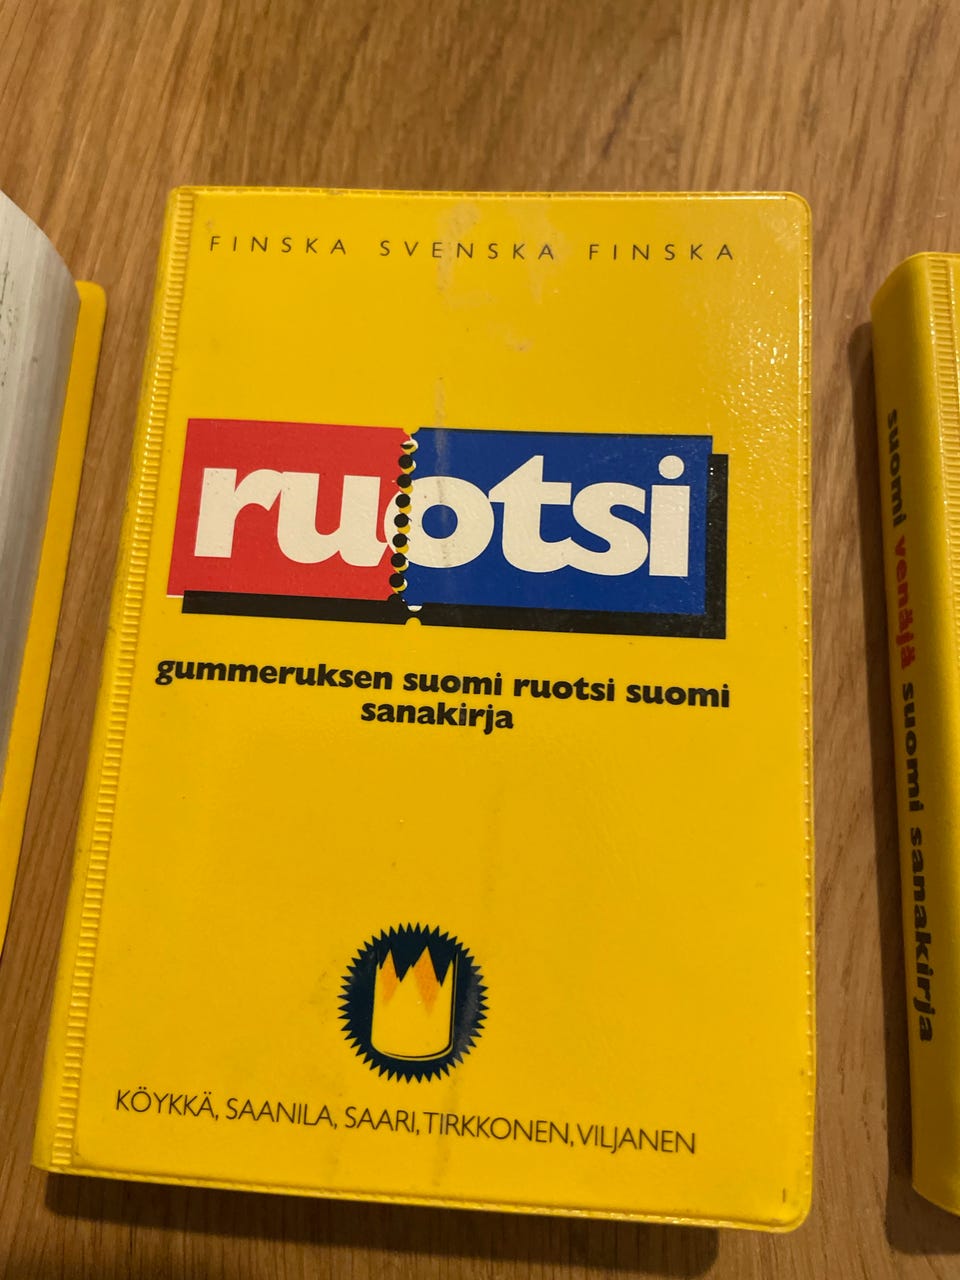 FINSKA SVENSKA FINSKA
ruotsi
gummeruksen suomi ruotsi suomi
sanakirja
KÖYKKÄ, SAANILA, SAARI, TIRKKONEN, VILJANEN
suomi venäjä suomi sanakirja